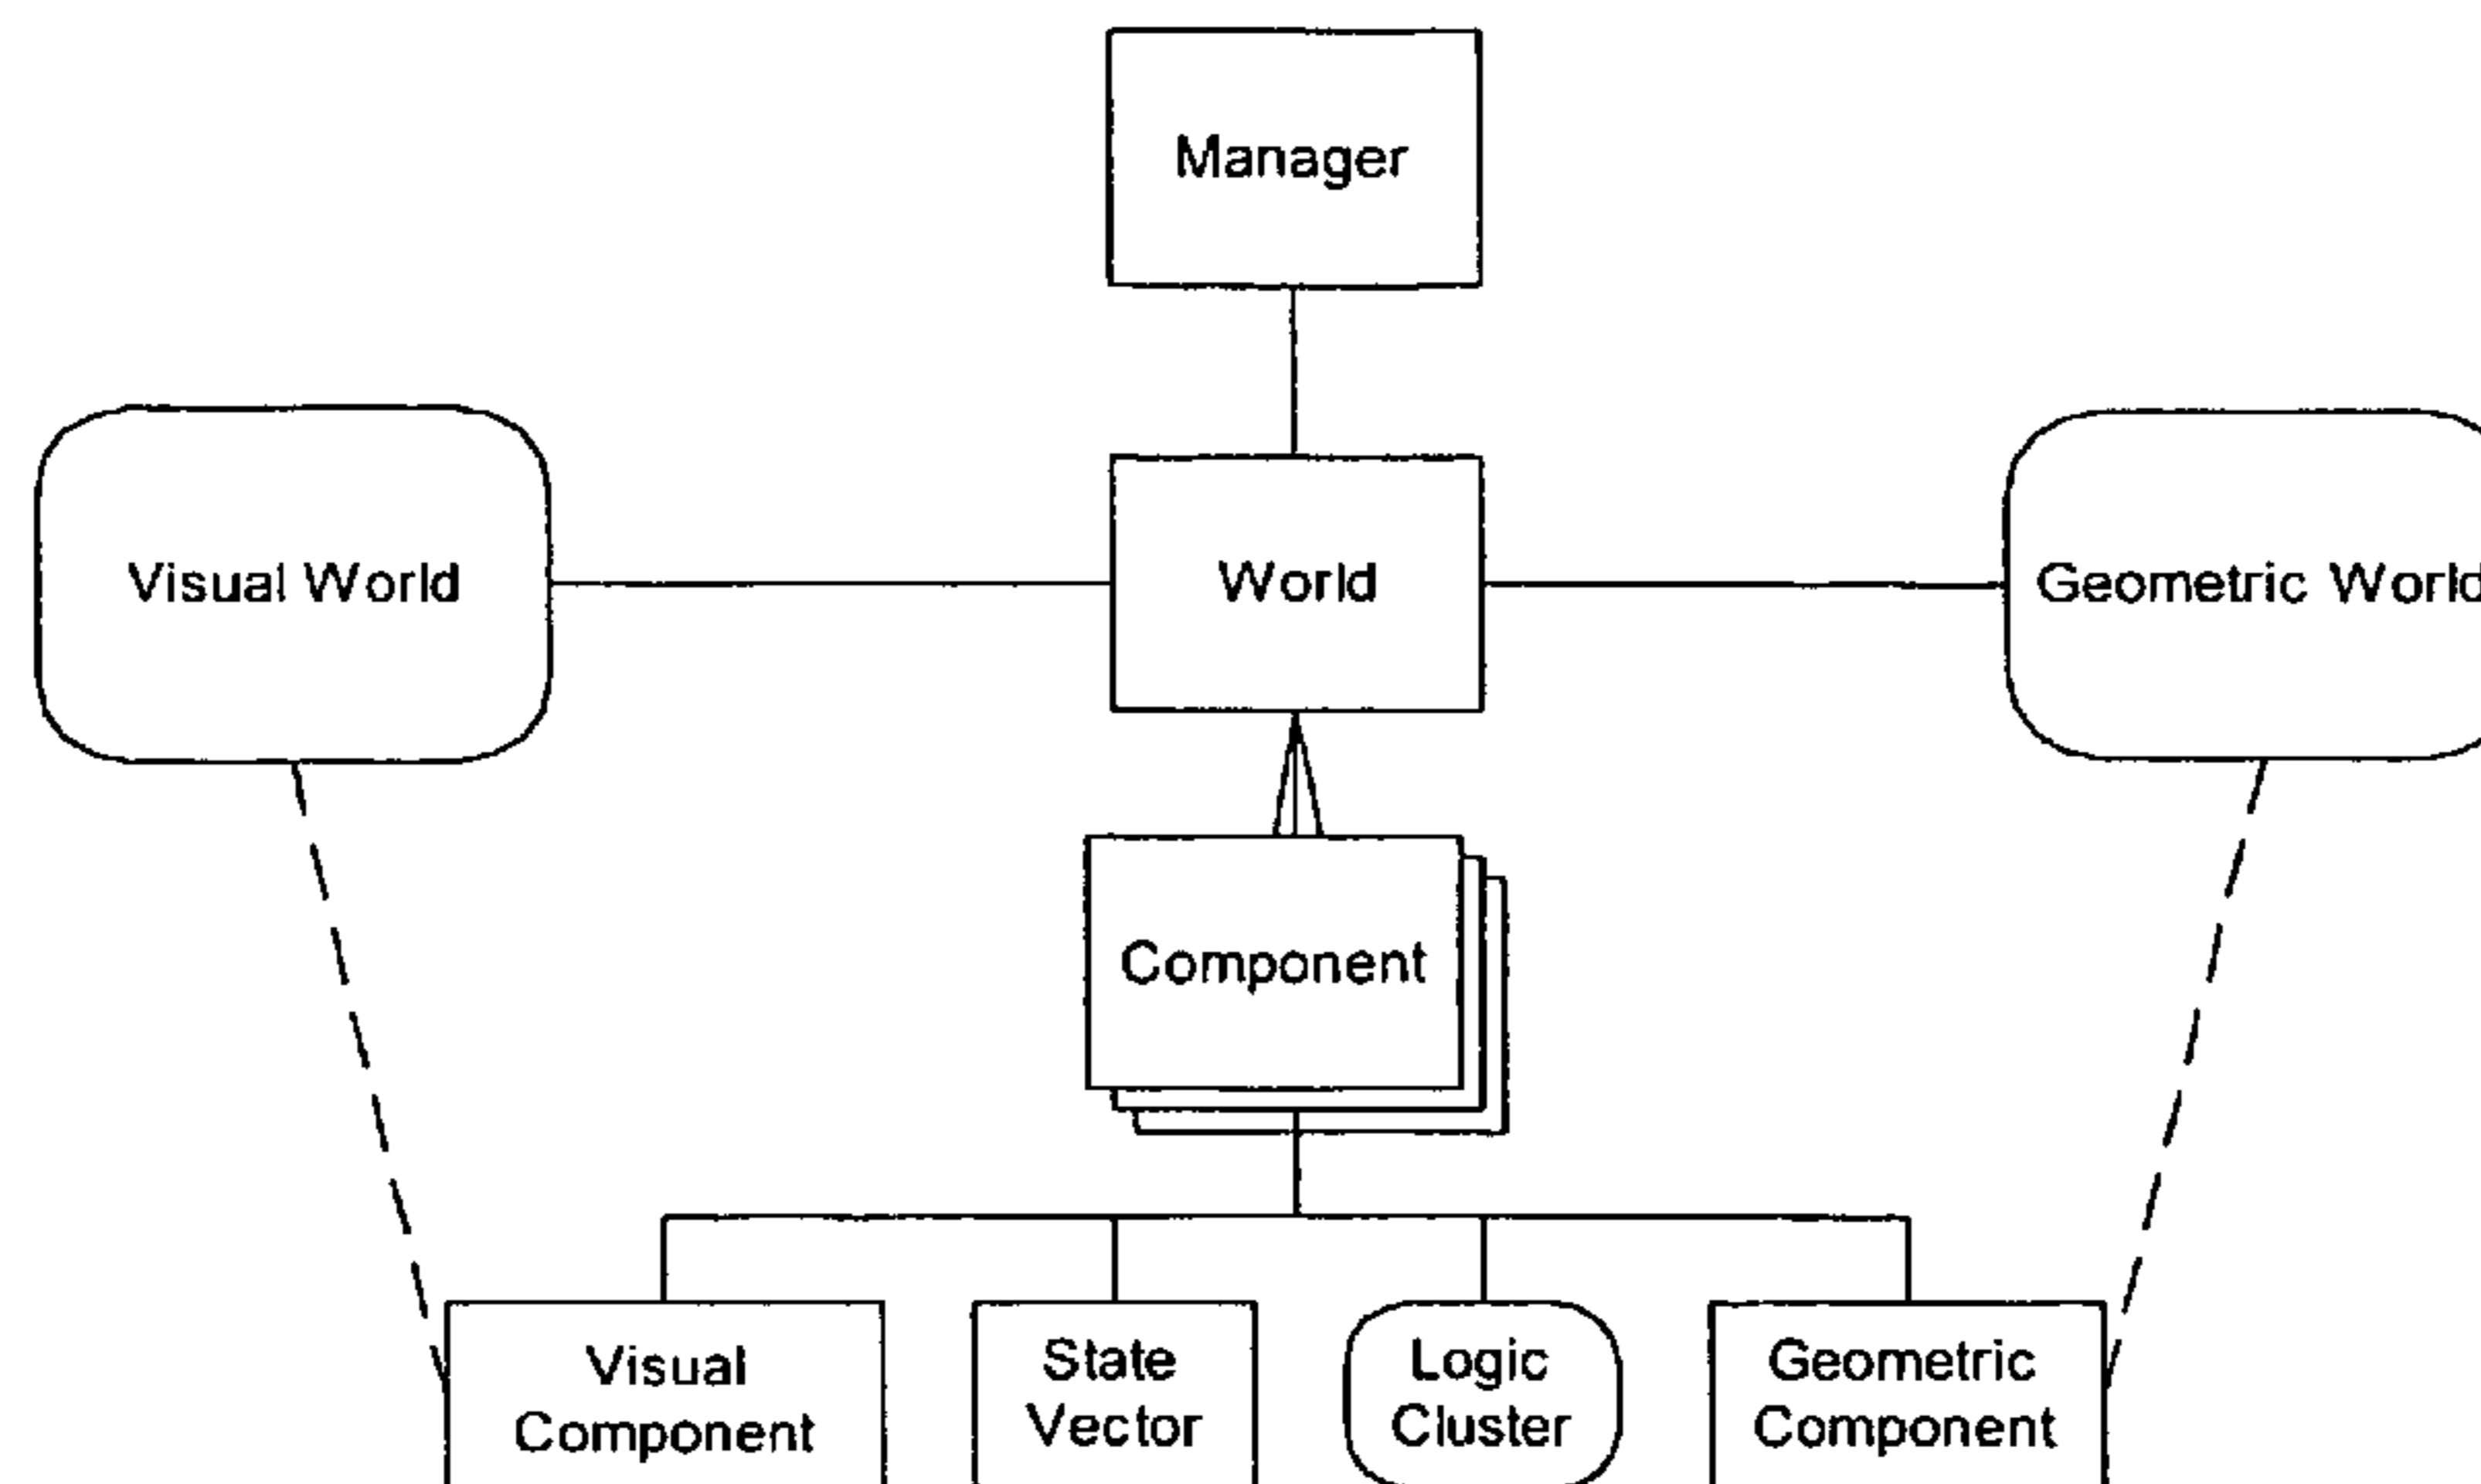 Manager
Visual World
World
Geometric World
Component
Visual
Component
State
Vector
Logic
Cluster
Geometric
Component